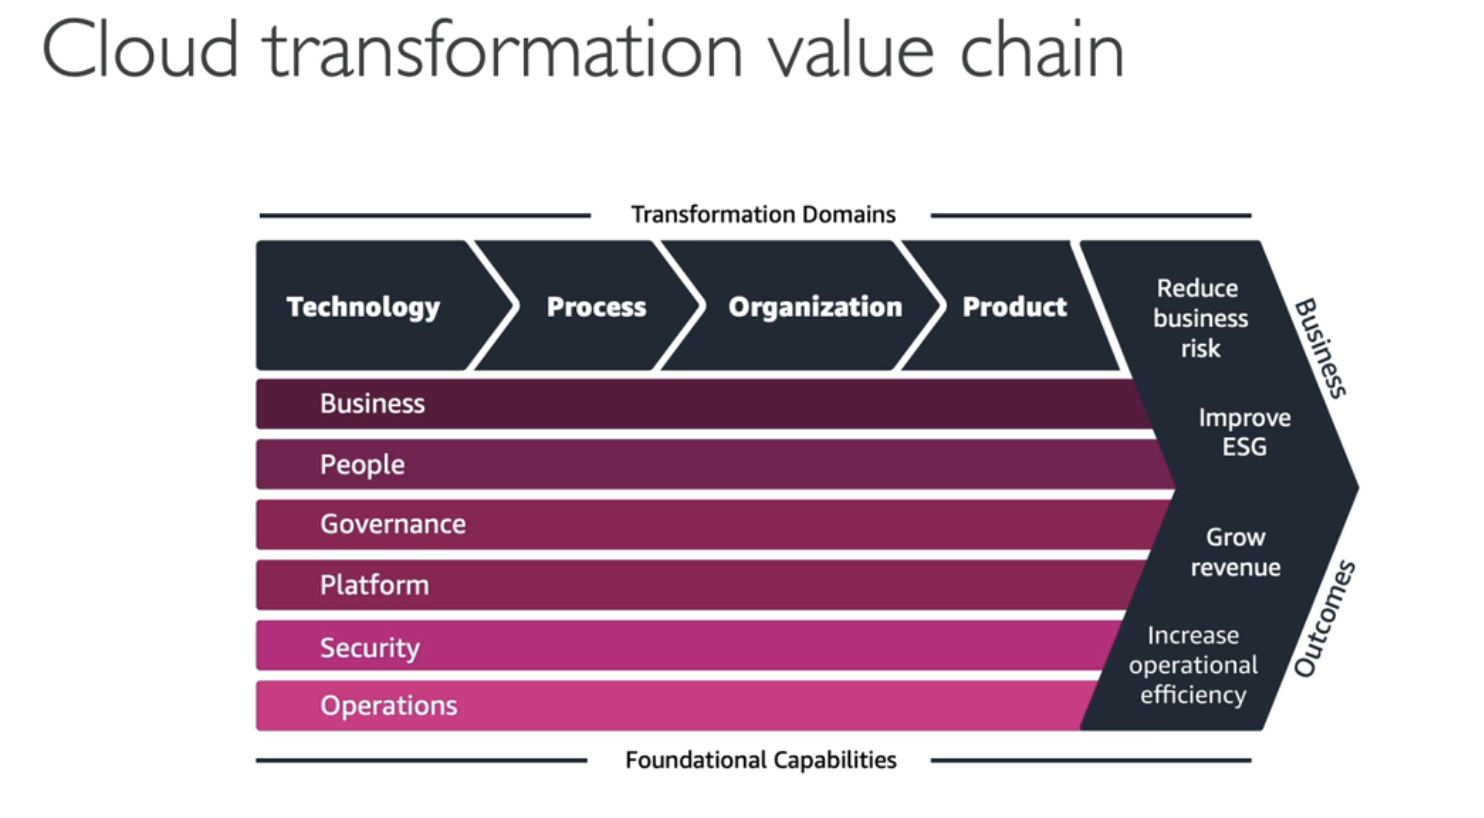 Cloud transformation value chain
Transformation Domains
Technology
Process
Organization
Product
Reduce
business
risk
Improve
ESG
Grow
revenue
Increase
operational
efficiency
Business
Outcomes
Business
People
Governance
Platform
Security
Operations
Foundational Capabilities